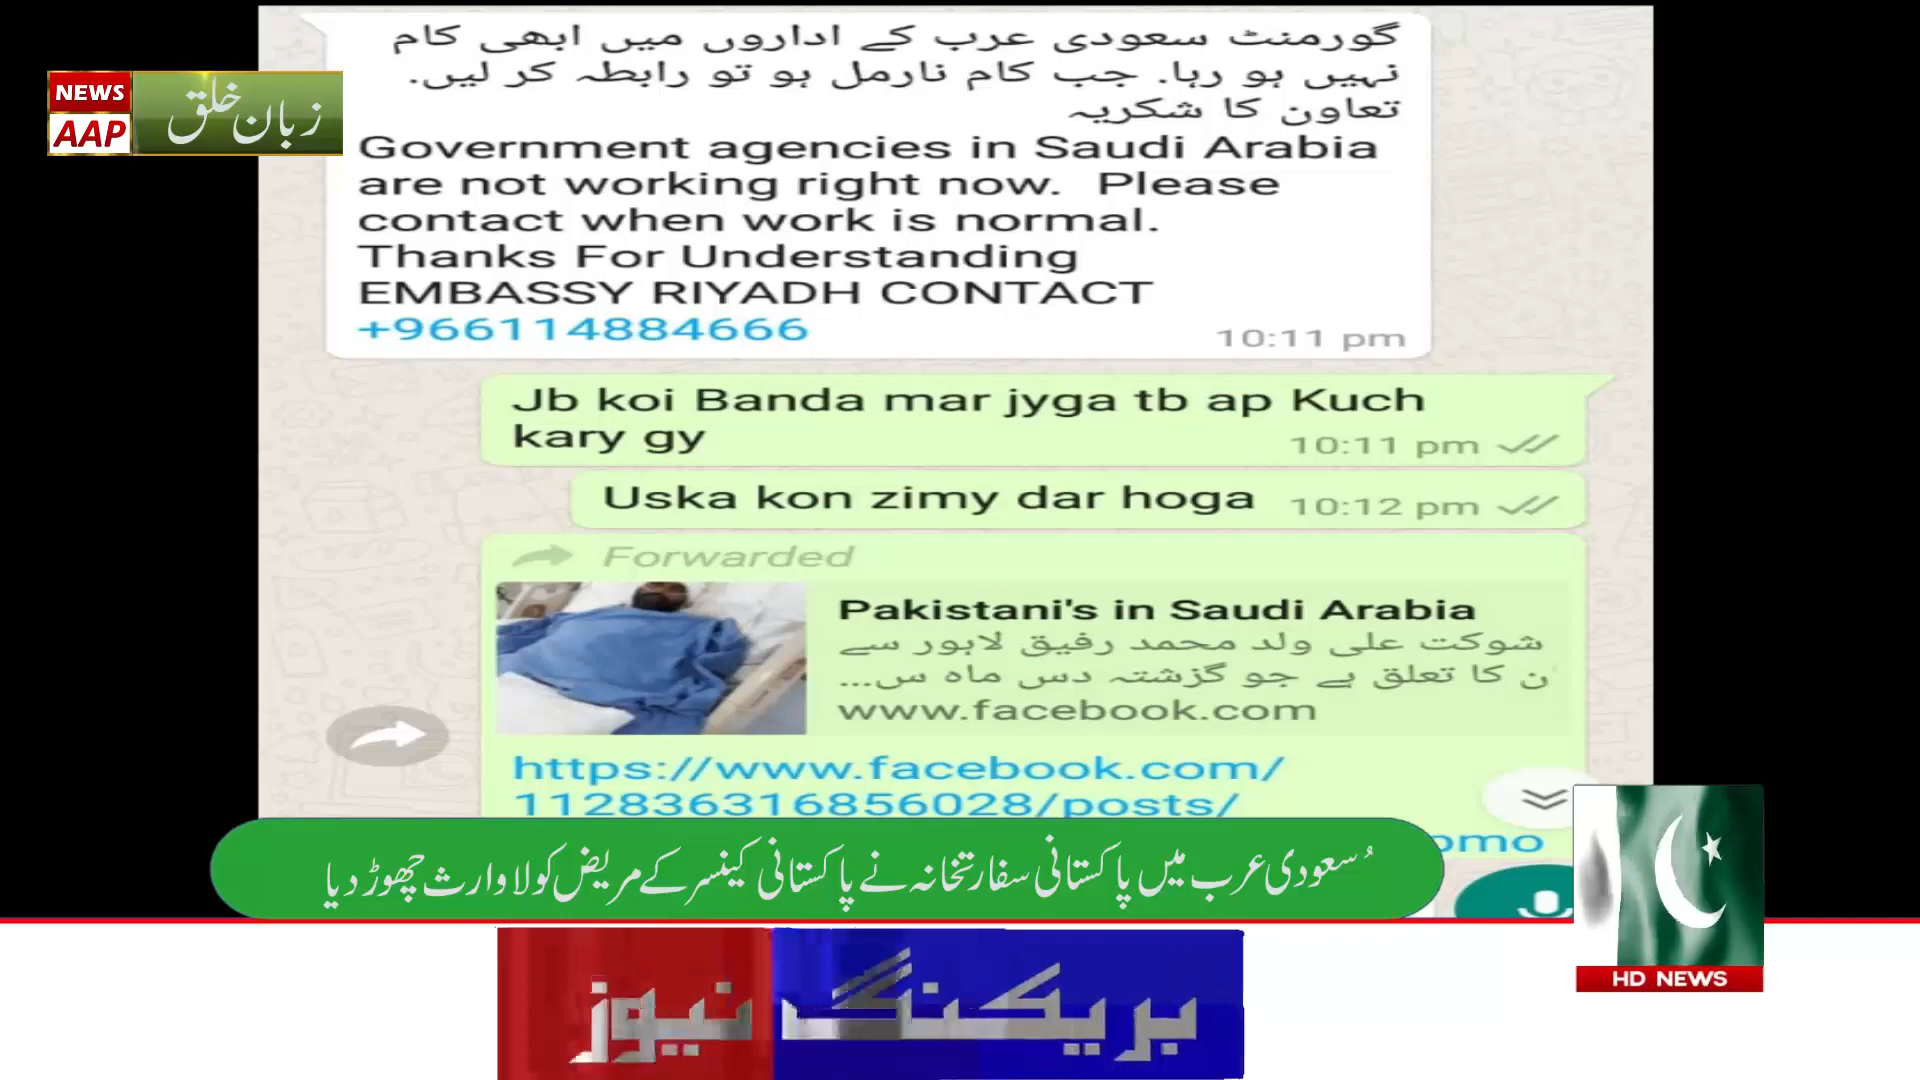 گورمنٹ سعودی عرب کے اداروں میں ابھی کام
نہیں ہو رہا. جب کام نارمل ہو تو رابطہ کر لیں.
تعاون کا شکریہ
Government agencies in Saudi Arabia
are not working right now. Please
contact when work is normal.
Thanks For Understanding
EMBASSY RIYADH CONTACT
+966114884666
10:11 pm
NEWS
AAP
زبان خلق
Jb koi Banda mar jyga tb ap Kuch
kary gy
10:11 pm
Uska kon zimy dar hoga 10:12 pm
Forwarded
Pakistani's in Saudi Arabia
شوکت علی ولد محمد رفیق لاہور سے
ن کا تعلق ہے جو گزشتہ دس ماہ س...
www.facebook.com
https://www.facebook.com/
112836316856028/posts/
omo
سعودی عرب میں پاکستانی سفارتخانہ نے پاکستانی کینسر کے مریض کو لاوارث چھوڑ دیا
HD NEWS
بریکنگ نیوز